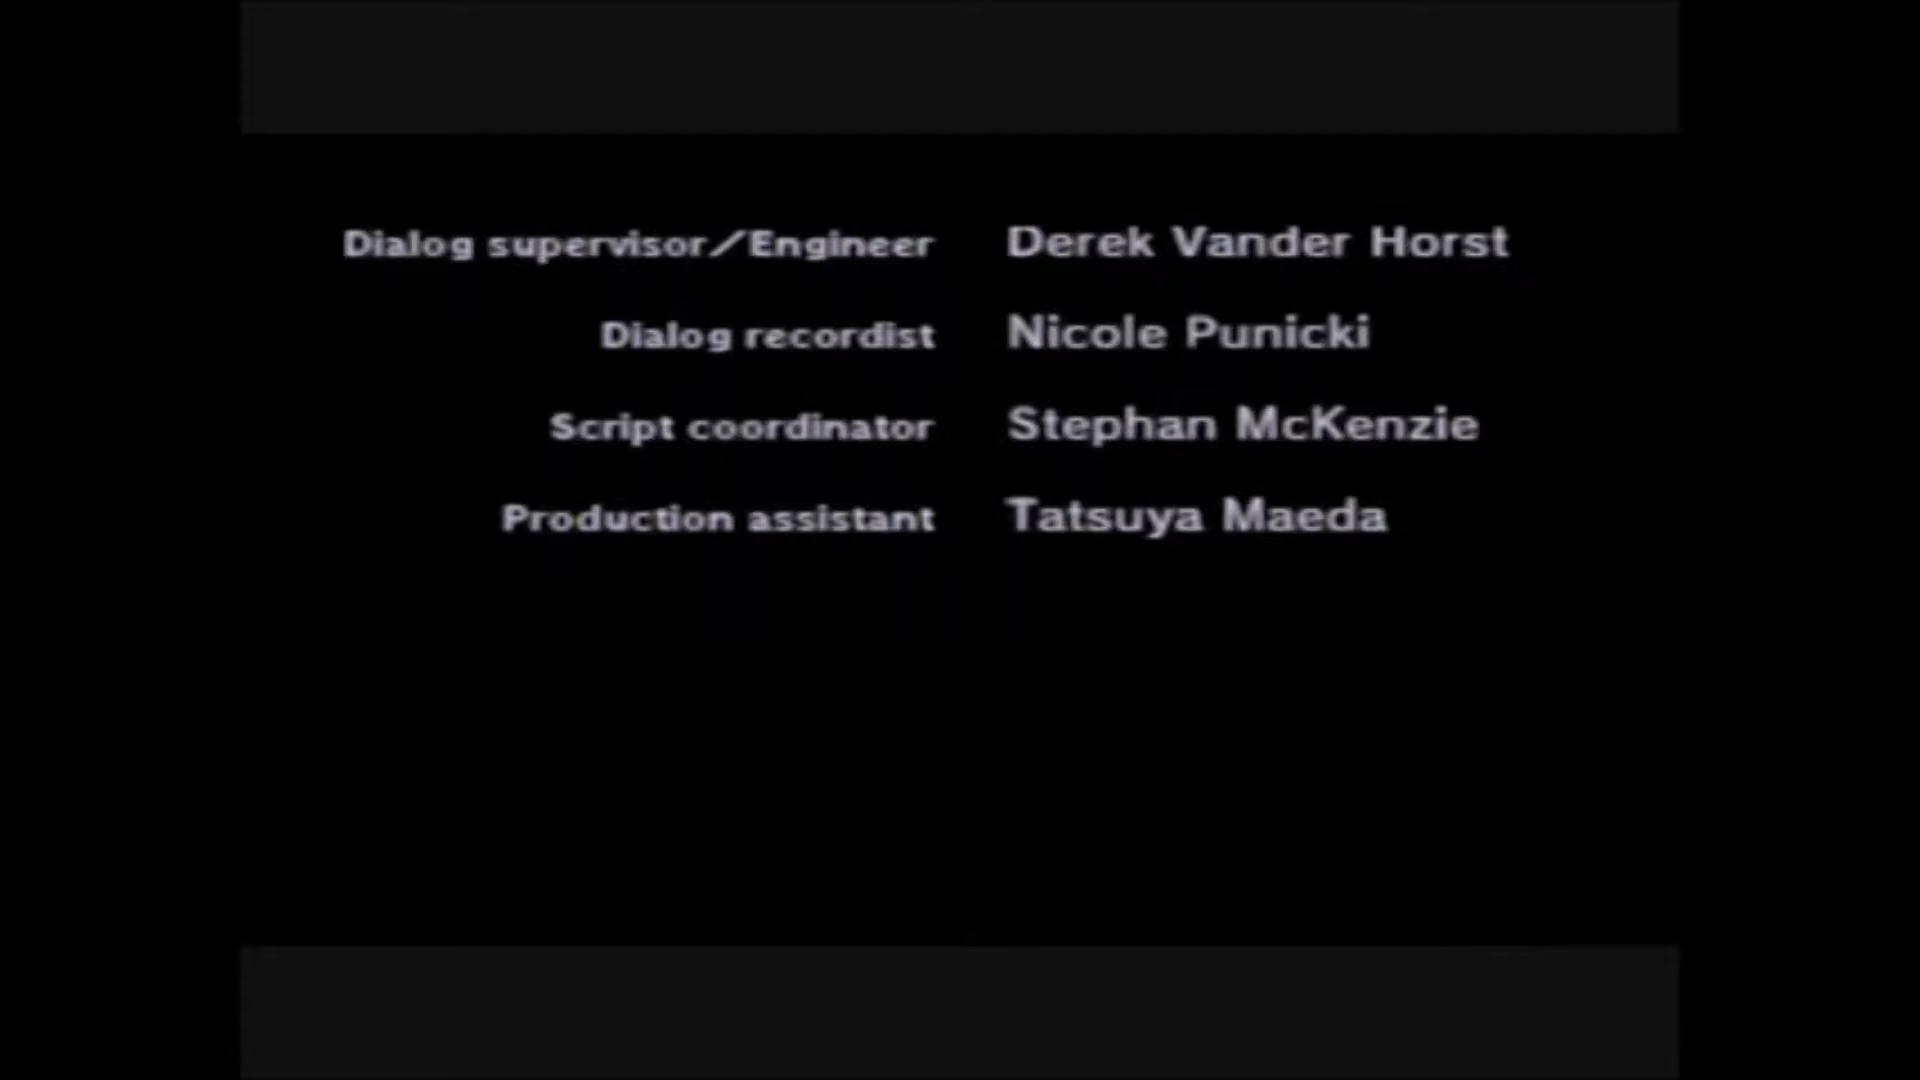 Dialog supervisor/Engineer Derek Vander Horst
Dialog recordist Nicole Punicki
Script coordinator Stephan McKenzie
Production assistant Tatsuya Maeda